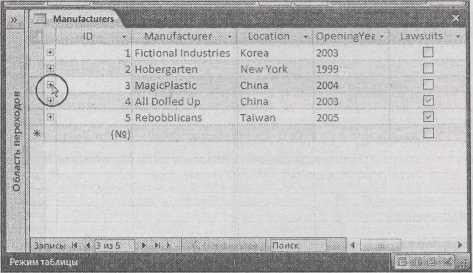 » Manufacturers
ID Manufacturer Location OpeningYea Lawsuits
1 Fictional Industries Korea 2003
2 Hobergarten New York 1999
3 MagicPlastic China 2004
4 All Dolled Up China 2003
5 Rebobblicans Taiwan 2005
* (№)
Область переходов
Записы: 3 из 5 Поиск
Режим таблицы